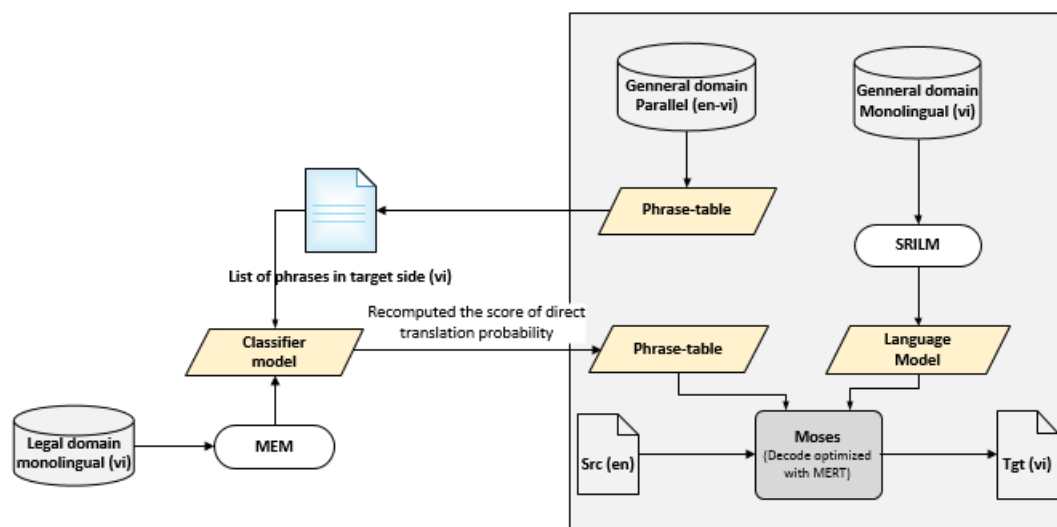 Genneral domain
Parallel (en-vi)
Genneral domain
Monolingual (vi)
Phrase-table
SRILM
List of phrases in target side (vi)
Recomputed the score of direct
translation probability
Classifier
model
Phrase-table
Language
Model
Legal domain
monolingual (vi)
MEM
Src (en)
Moses
(Decode optimized
with MERT)
Tgt (vi)